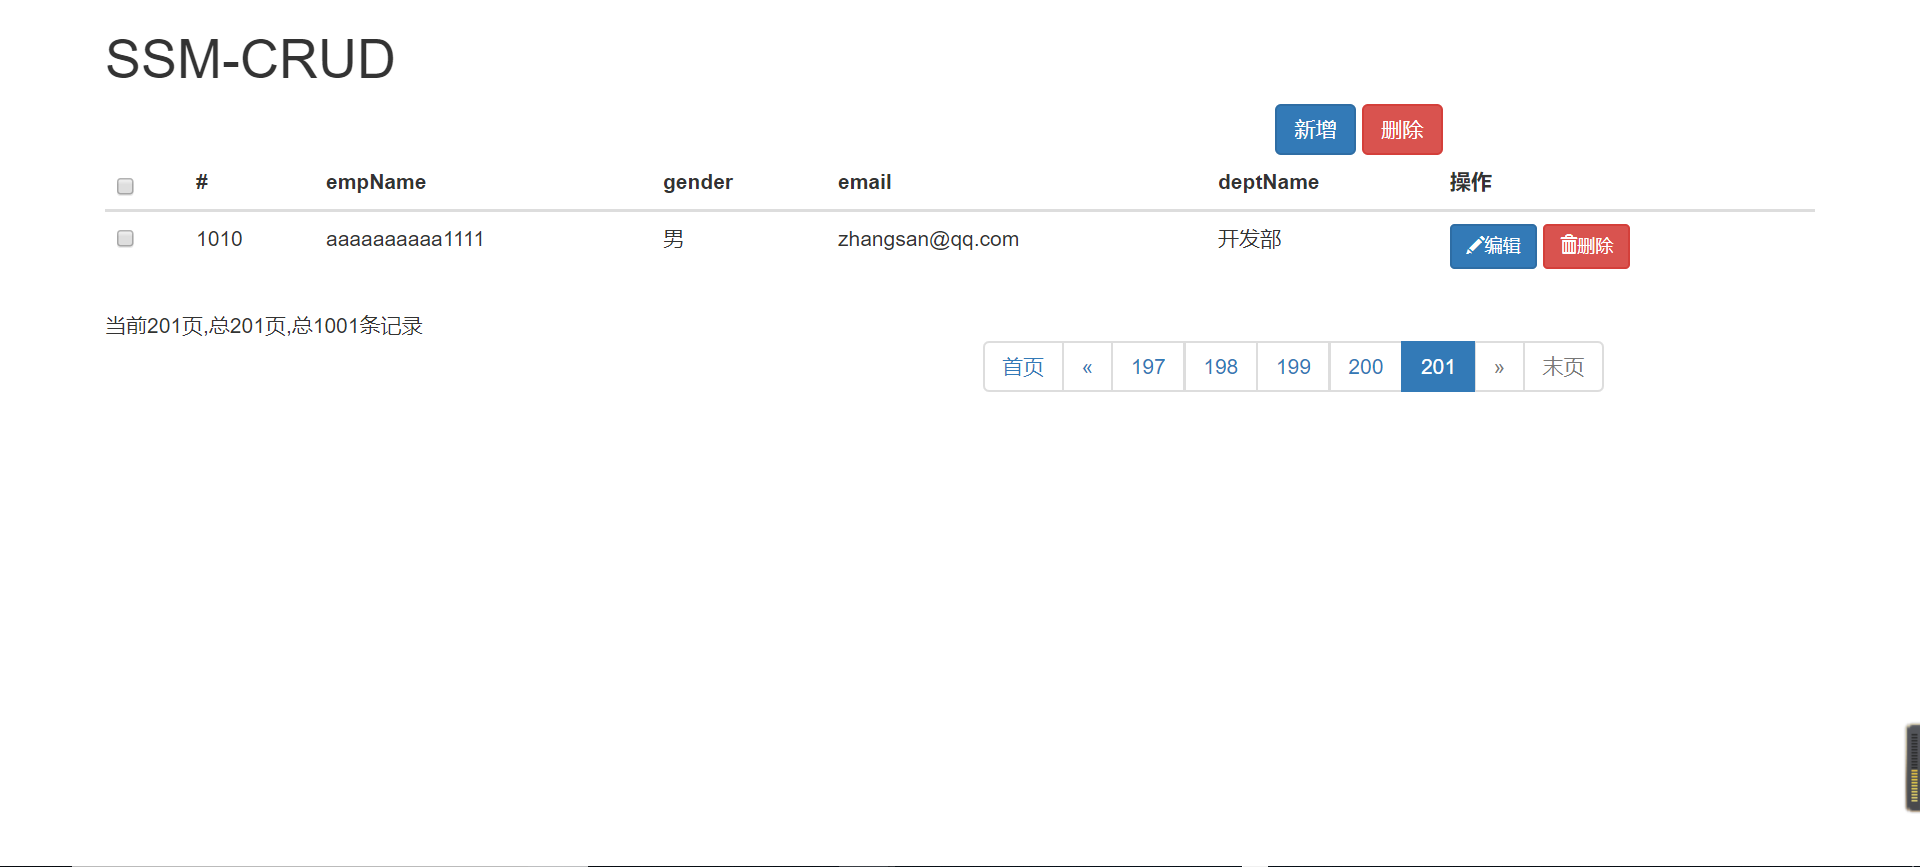 SSM-CRUD
新增 删除
# empName gender email deptName 操作
1010 aaaaaaaaaa1111 男 zhangsan@qq.com 开发部 编辑 删除
当前201页,总201页,总1001条记录
首页 « 197 198 199 200 201 » 末页